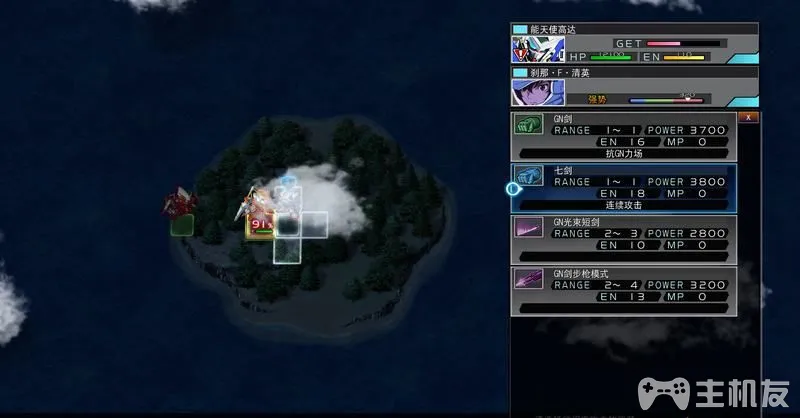 能天使高达
GET
HP 12100 EN 110
刹那·F·清英
强势 320
GN剑 X
RANGE 1~ 1 POWER 3700
EN 16 MP 0
抗GN力场
七剑
RANGE 1~ 1 POWER 3800
EN 18 MP 0
连续攻击
GN光束短剑
RANGE 2~ 3 POWER 2800
EN 10 MP 0
GN剑步枪模式
RANGE 2~ 4 POWER 3200
EN 13 MP 0
91%
主机友